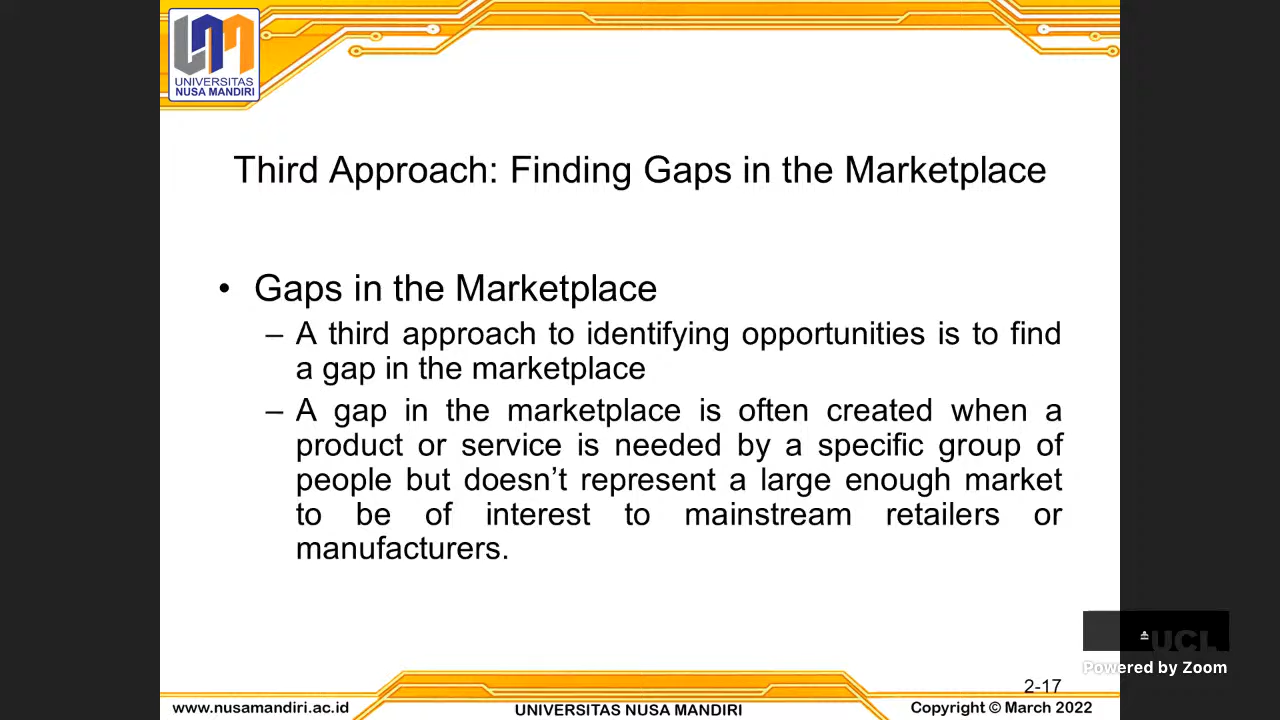 UNIVERSITAS
NUSA MANDIRI
Third Approach: Finding Gaps in the Marketplace
• Gaps in the Marketplace
– A third approach to identifying opportunities is to find
a gap in the marketplace
– A gap in the marketplace is often created when a
product or service is needed by a specific group of
people but doesn’t represent a large enough market
to be of interest to mainstream retailers or
manufacturers.
UCL
Powered by Zoom
2-17
www.nusamandiri.ac.id
UNIVERSITAS NUSA MANDIRI
Copyright © March 2022